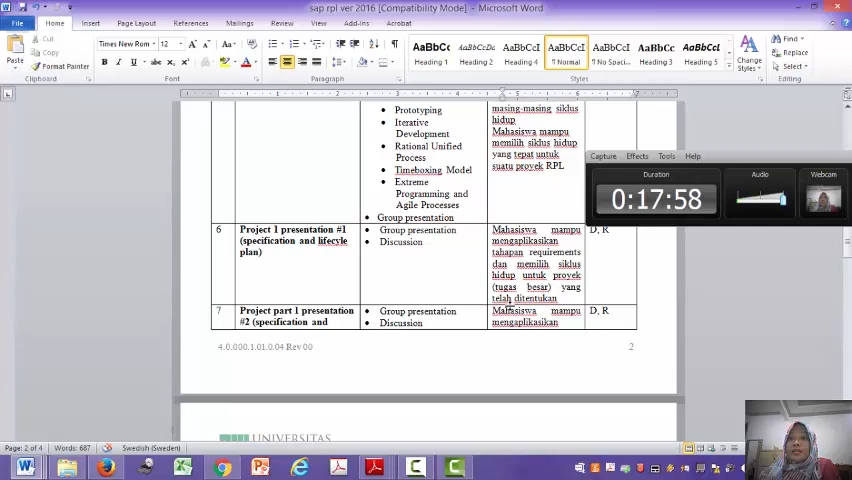 sap rpl ver 2016 [Compatibility Mode] - Microsoft Word
File Home Insert Page Layout References Mailings Review View Add-Ins Acrobat
Cut
Copy
Paste
Format Painter
Clipboard
Times New Rom 12
Font
Paragraph
AaBbCc AaBbCcDc AaBbCcI AaBbCcI AaBbCcDc AaBbCc AaBbCcL
Heading 1 Heading 2 Heading 4 ¶ Normal ¶ No Spaci... Heading 3 Heading 5
Styles
Change Styles
Find
Replace
Select
Editing
Prototyping
Iterative
Development
Rational Unified
Process
Timeboxing Model
Extreme
Programming and
Agile Processes
Group presentation
masing-masing siklus
hidup
Mahasiswa mampu
memilih siklus hidup
yang tepat untuk
suatu proyek RPL
Capture Effects Tools Help
Duration Audio Webcam
0:17:58
6 Project 1 presentation #1
(specification and lifecyle
plan)
Group presentation
Discussion
Mahasiswa mampu
mengaplikasikan
tahapan requirements
dan memilih siklus
hidup untuk proyek
(tugas besar) yang
telah ditentukan
D, R
7 Project part 1 presentation
#2 (specification and
Group presentation
Discussion
Mahasiswa mampu
mengaplikasikan
D, R
4.0.000.1.01.0.04 Rev 00 2
UNIVERSITAS
Page: 2 of 4 Words: 687 Swedish (Sweden)